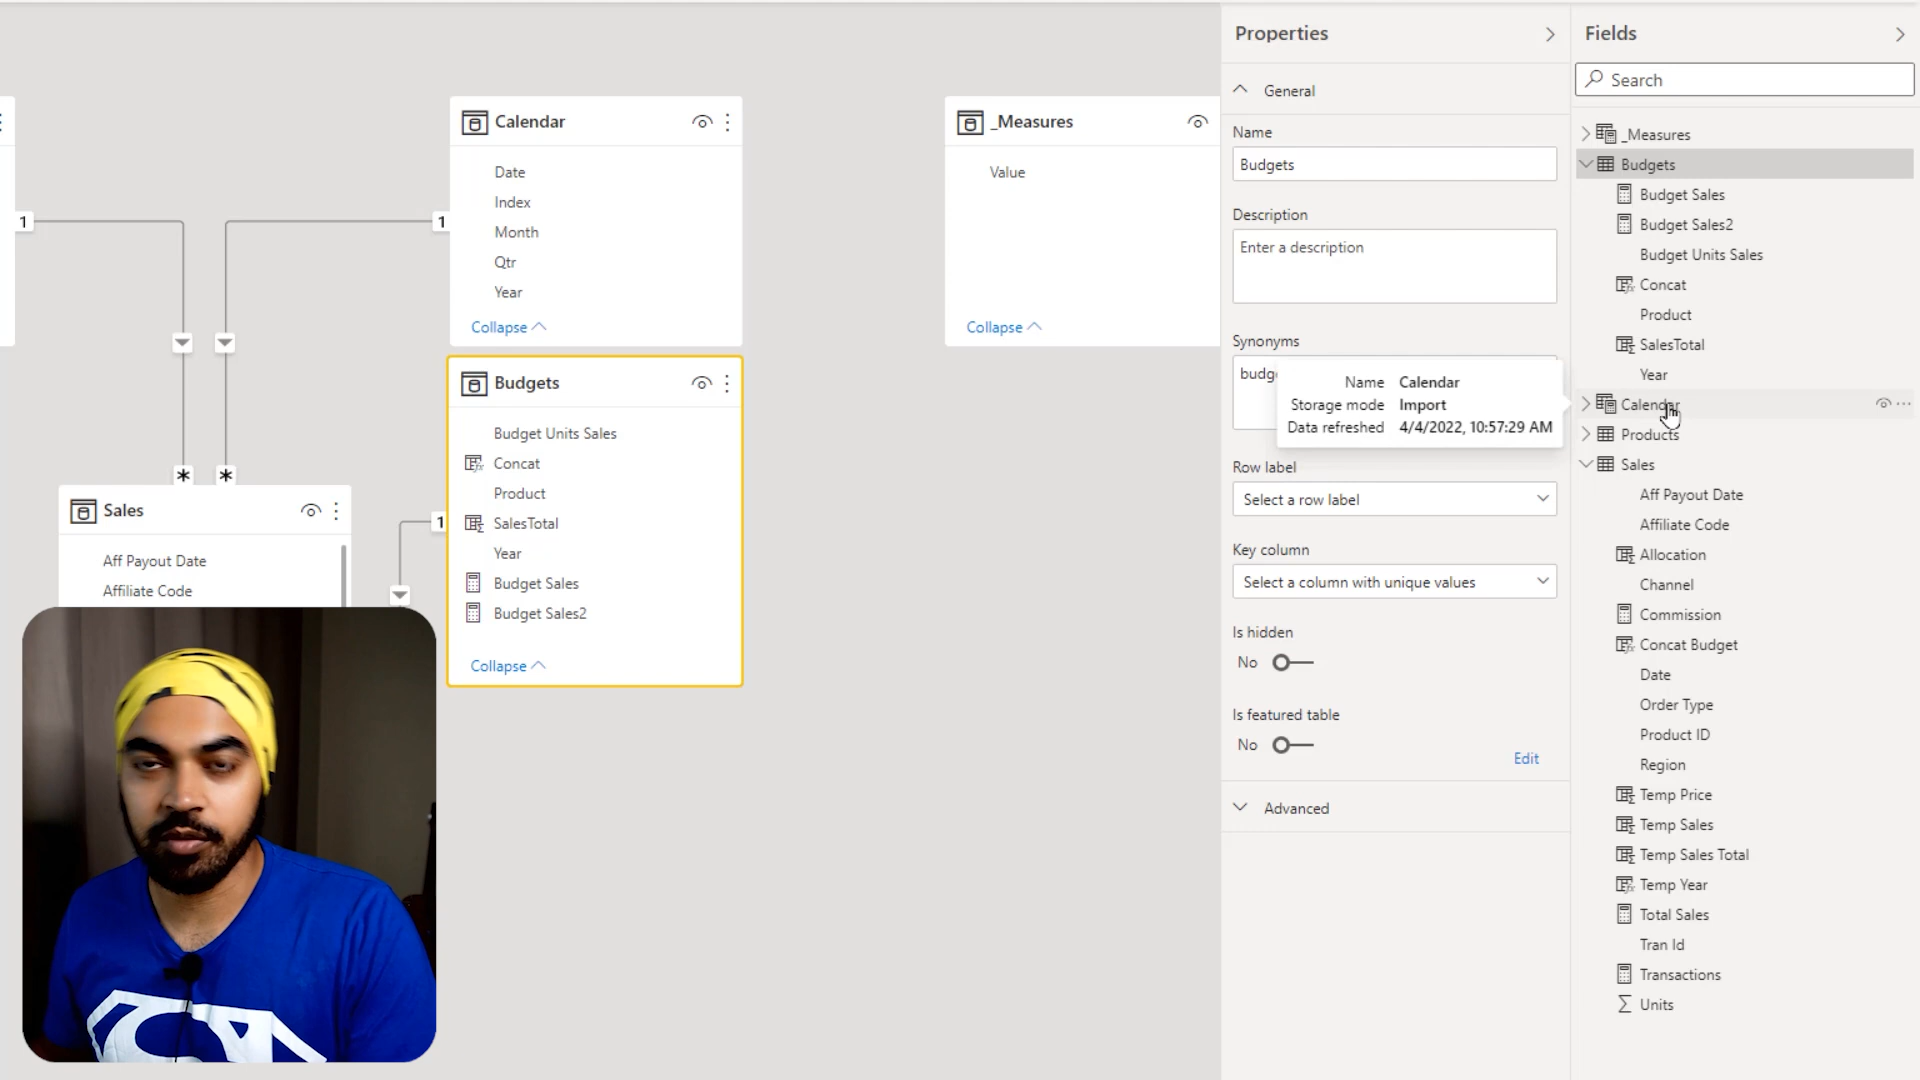 Properties
Fields
Search
General
Name
Budgets
Description
Enter a description
Synonyms
budg
Name Calendar
Storage mode Import
Data refreshed 4/4/2022, 10:57:29 AM
Row label
Select a row label
Key column
Select a column with unique values
Is hidden
No
Is featured table
No
Edit
Advanced
_Measures
Budgets
Budget Sales
Budget Sales2
Budget Units Sales
Concat
Product
SalesTotal
Year
Calendar
Products
Sales
Aff Payout Date
Affiliate Code
Allocation
Channel
Commission
Concat Budget
Date
Order Type
Product ID
Region
Temp Price
Temp Sales
Temp Sales Total
Temp Year
Total Sales
Tran Id
Transactions
Units
Calendar
Date
Index
Month
Qtr
Year
Collapse
_Measures
Value
Collapse
Budgets
Budget Units Sales
Concat
Product
SalesTotal
Year
Budget Sales
Budget Sales2
Collapse
Sales
Aff Payout Date
Affiliate Code
1
1
1
*
*